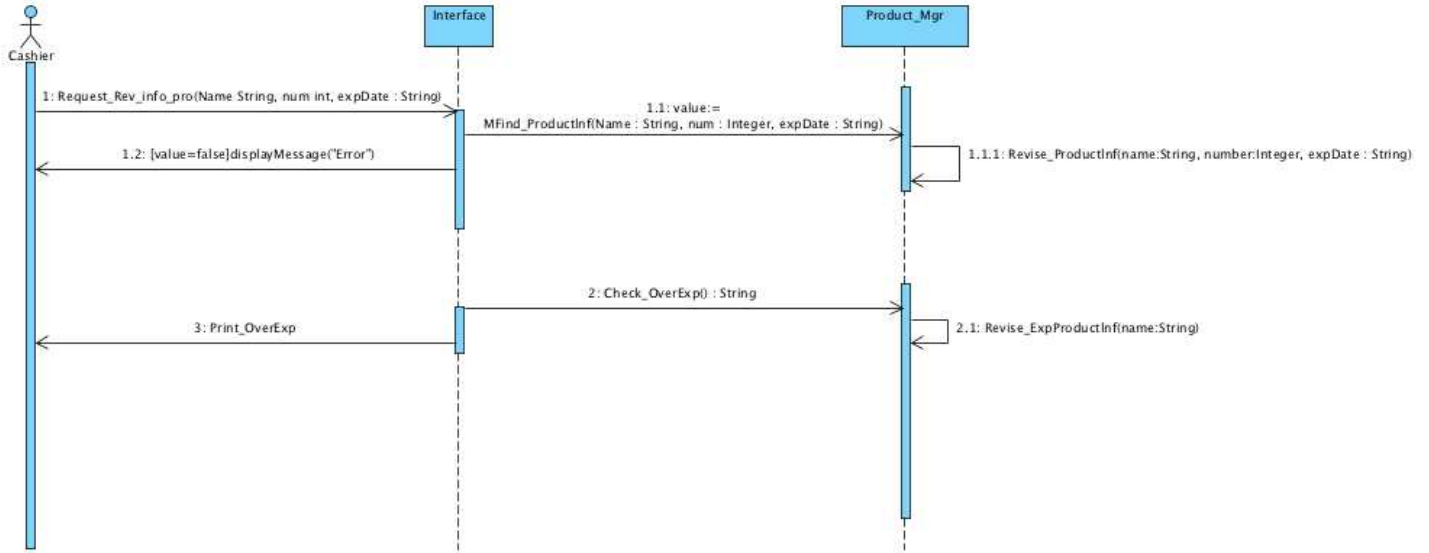 Interface
Product_Mgr
Cashier
1: Request_Rev_info_pro(Name String, num int, expDate : String)
1.1: value:=
MFind_ProductInf(Name : String, num : Integer, expDate : String)
1.2: [value=false]displayMessage("Error")
1.1.1: Revise_ProductInf(name:String, number:Integer, expDate : String)
2: Check_OverExp() : String
3: Print_OverExp
2.1: Revise_ExpProductInf(name:String)